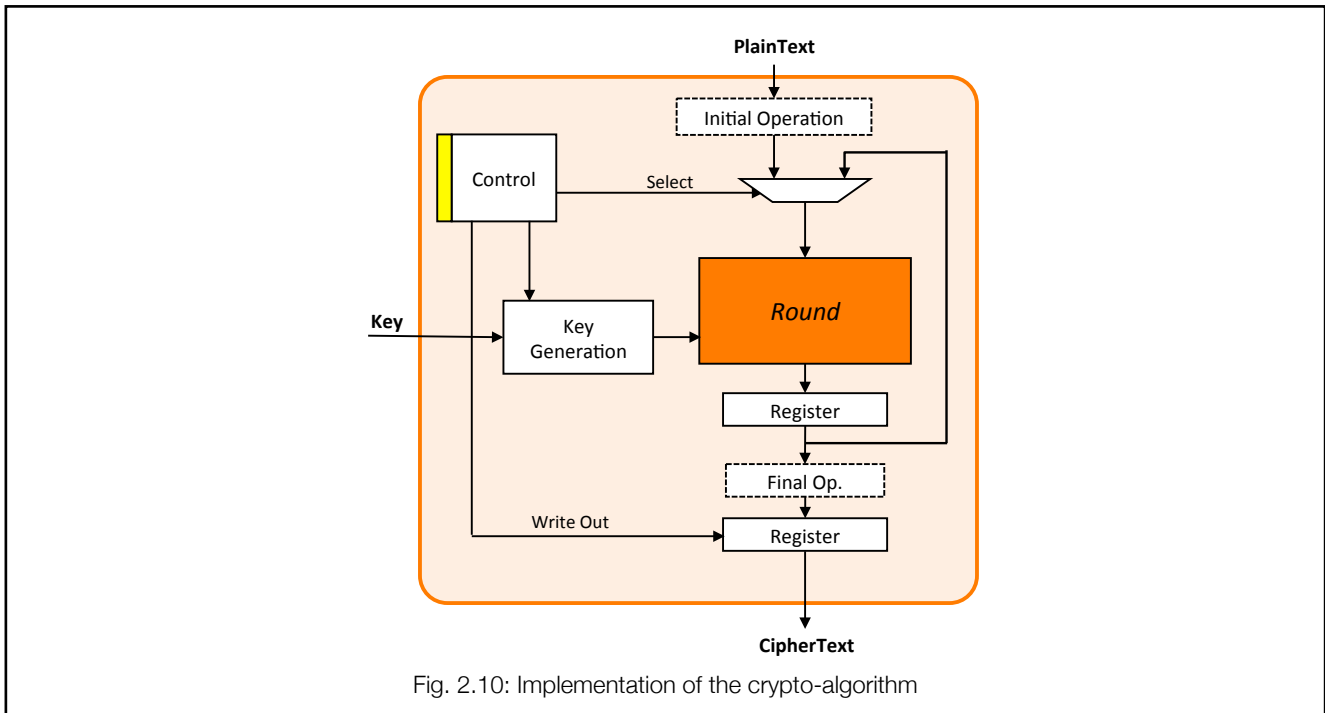 PlainText
Initial Operation
Control
Select
Round
Key
Key
Generation
Register
Final Op.
Write Out
Register
CipherText
Fig. 2.10: Implementation of the crypto-algorithm